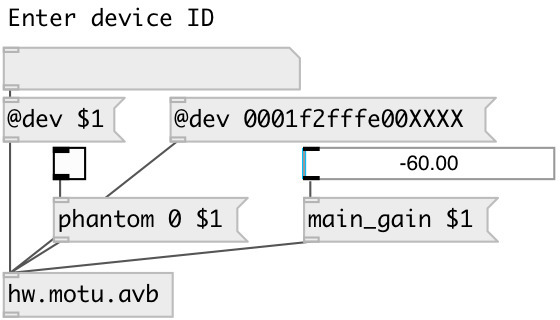 Enter device ID
@dev $1
@dev 0001f2fffe00XXXX
-60.00
phantom 0 $1
main_gain $1
hw.motu.avb